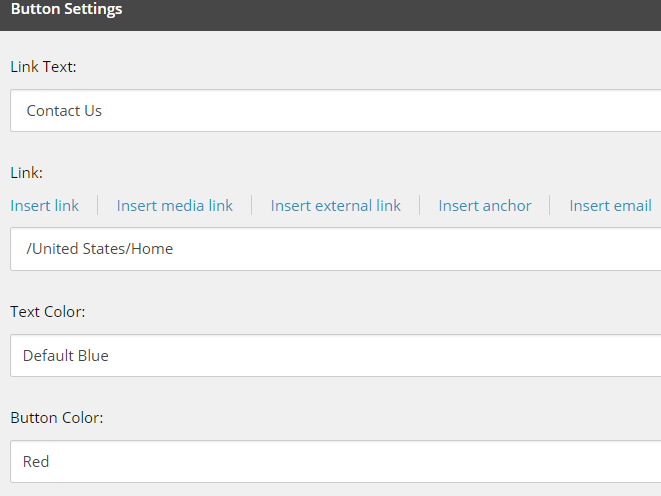 Button Settings
Link Text:
Contact Us
Link:
Insert link Insert media link Insert external link Insert anchor Insert email
/United States/Home
Text Color:
Default Blue
Button Color:
Red